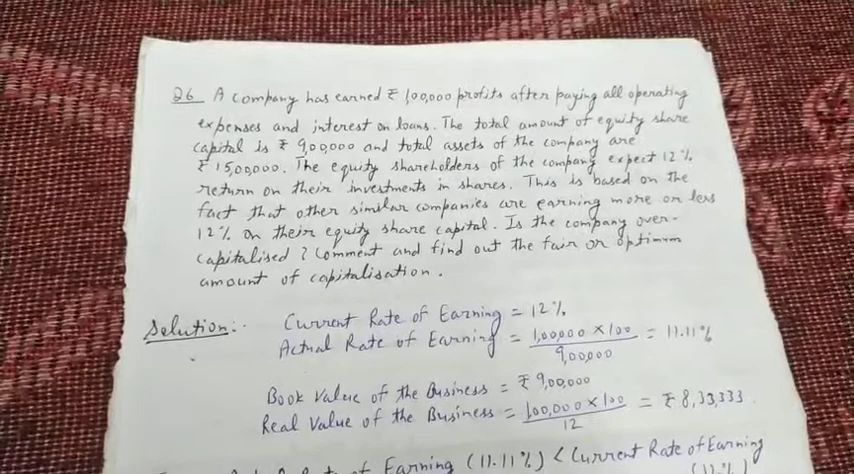 26 A company has earned ₹ 1,00,000 profits after paying all operating
expenses and interest on loans. The total amount of equity share
capital is ₹ 9,00,000 and total assets of the company are
₹ 15,00,000. The equity shareholders of the company expect 12%
return on their investments in shares. This is based on the
fact that other similar companies are earning more or less
12% on their equity share capital. Is the company over-
capitalised? Comment and find out the fair or optimum
amount of capitalisation.
Solution:- Current Rate of Earning = 12%
Actual Rate of Earning = 1,00,000 × 100 / 9,00,000 = 11.11%
Book Value of the Business = ₹ 9,00,000
Real Value of the Business = 1,00,000 × 100 / 12 = ₹ 8,33,333
Rate of Earning (11.11%) < Current Rate of Earning
(12%)